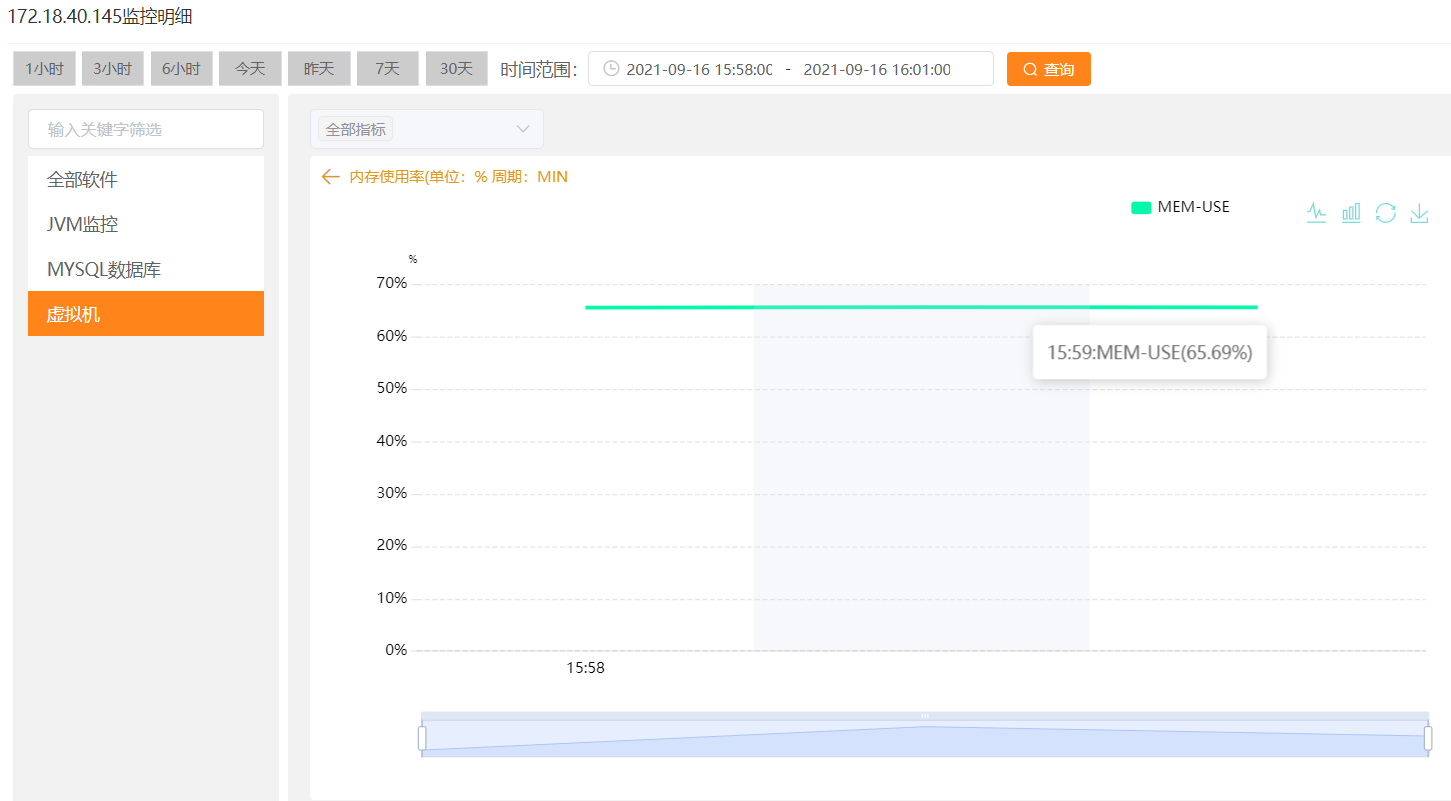 172.18.40.145监控明细
1小时 3小时 6小时 今天 昨天 7天 30天 时间范围： 2021-09-16 15:58:00 - 2021-09-16 16:01:00 查询
输入关键字筛选
全部软件
JVM监控
MYSQL数据库
虚拟机
全部指标
内存使用率(单位：% 周期：MIN
MEM-USE
%
70%
60%
15:59:MEM-USE(65.69%)
50%
40%
30%
20%
10%
0%
15:58